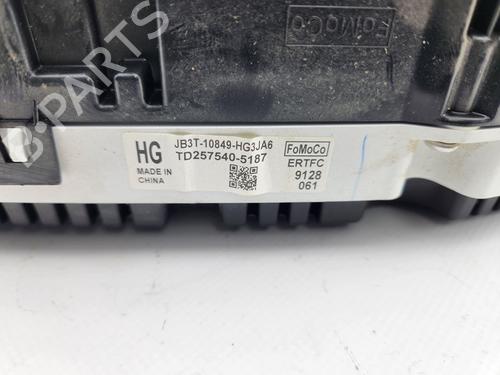 FoMoCo
B-PARTS
HG
MADE IN
CHINA
JB3T-10849-HG3JA6
TD257540-5187
FoMoCo
ERTFC
9128
061